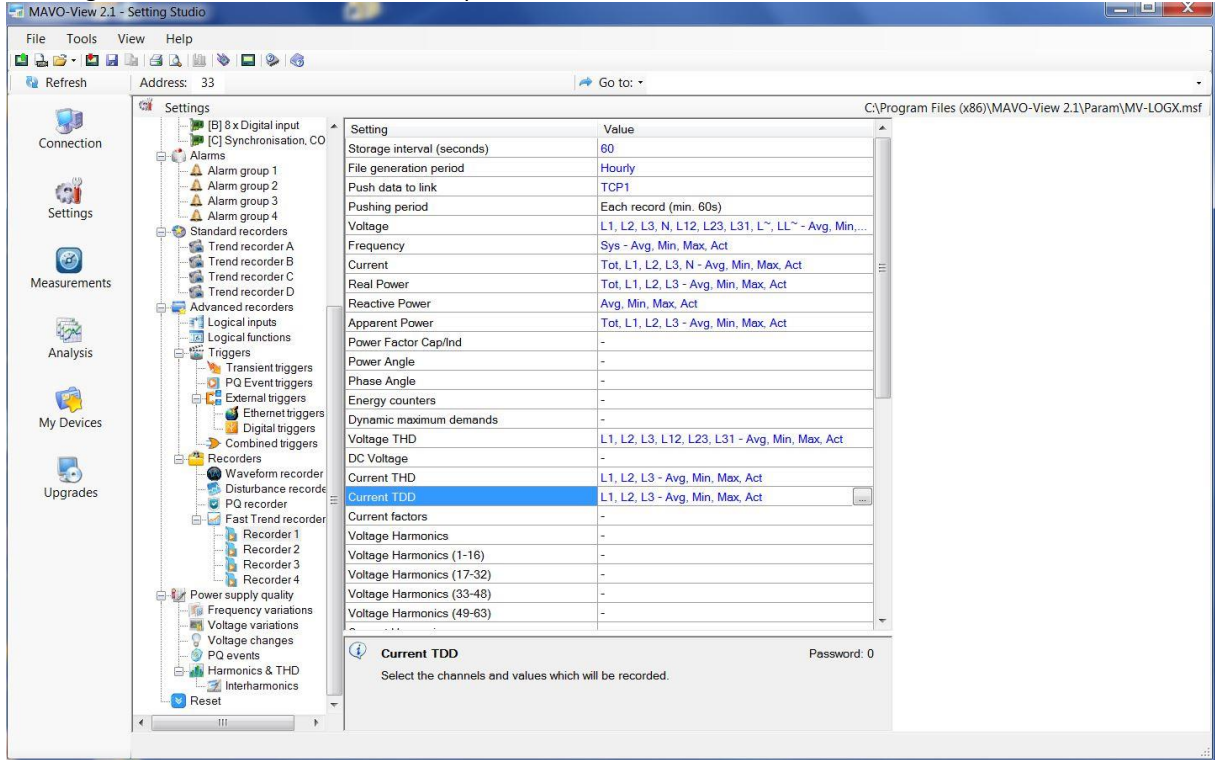 MAVO-View 2.1 - Setting Studio
File Tools View Help
Refresh Address: 33 Go to:
Settings C:\Program Files (x86)\MAVO-View 2.1\Param\MV-LOGX.msf
Connection
Settings
Measurements
Analysis
My Devices
Upgrades
[B] 8 x Digital input
[C] Synchronisation, CO
Alarms
Alarm group 1
Alarm group 2
Alarm group 3
Alarm group 4
Standard recorders
Trend recorder A
Trend recorder B
Trend recorder C
Trend recorder D
Advanced recorders
Logical inputs
Logical functions
Triggers
Transient triggers
PQ Event triggers
External triggers
Ethernet triggers
Digital triggers
Combined triggers
Recorders
Waveform recorder
Disturbance recorde
PQ recorder
Fast Trend recorder
Recorder 1
Recorder 2
Recorder 3
Recorder 4
Power supply quality
Frequency variations
Voltage variations
Voltage changes
PQ events
Harmonics & THD
Interharmonics
Reset
Setting Value
Storage interval (seconds) 60
File generation period Hourly
Push data to link TCP1
Pushing period Each record (min. 60s)
Voltage L1, L2, L3, N, L12, L23, L31, L~, LL~ - Avg, Min,...
Frequency Sys - Avg, Min, Max, Act
Current Tot, L1, L2, L3, N - Avg, Min, Max, Act
Real Power Tot, L1, L2, L3 - Avg, Min, Max, Act
Reactive Power Avg, Min, Max, Act
Apparent Power Tot, L1, L2, L3 - Avg, Min, Max, Act
Power Factor Cap/Ind -
Power Angle -
Phase Angle -
Energy counters -
Dynamic maximum demands -
Voltage THD L1, L2, L3, L12, L23, L31 - Avg, Min, Max, Act
DC Voltage -
Current THD L1, L2, L3 - Avg, Min, Max, Act
Current TDD L1, L2, L3 - Avg, Min, Max, Act ...
Current factors -
Voltage Harmonics -
Voltage Harmonics (1-16) -
Voltage Harmonics (17-32) -
Voltage Harmonics (33-48) -
Voltage Harmonics (49-63) -
Current TDD Password: 0
Select the channels and values which will be recorded.